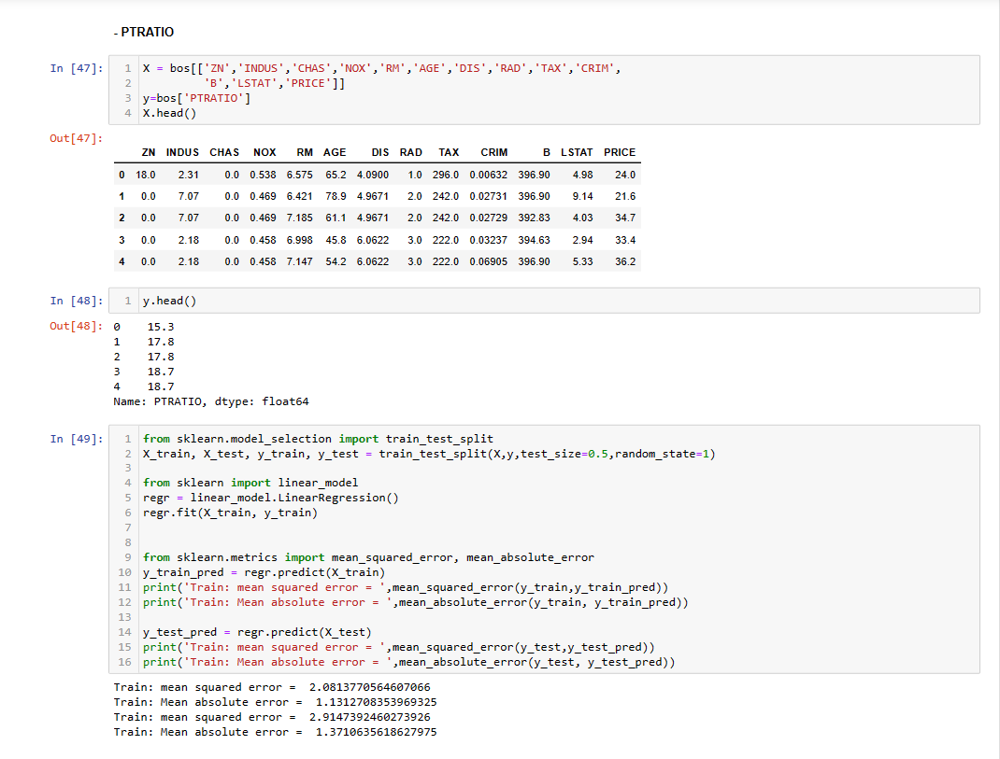 - PTRATIO
In [47]:
1 X = bos[['ZN','INDUS','CHAS','NOX','RM','AGE','DIS','RAD','TAX','CRIM',
2 'B','LSTAT','PRICE']]
3 y=bos['PTRATIO']
4 X.head()
Out[47]:
ZN INDUS CHAS NOX RM AGE DIS RAD TAX CRIM B LSTAT PRICE
0 18.0 2.31 0.0 0.538 6.575 65.2 4.0900 1.0 296.0 0.00632 396.90 4.98 24.0
1 0.0 7.07 0.0 0.469 6.421 78.9 4.9671 2.0 242.0 0.02731 396.90 9.14 21.6
2 0.0 7.07 0.0 0.469 7.185 61.1 4.9671 2.0 242.0 0.02729 392.83 4.03 34.7
3 0.0 2.18 0.0 0.458 6.998 45.8 6.0622 3.0 222.0 0.03237 394.63 2.94 33.4
4 0.0 2.18 0.0 0.458 7.147 54.2 6.0622 3.0 222.0 0.06905 396.90 5.33 36.2
In [48]: 1 y.head()
Out[48]: 0 15.3
1 17.8
2 17.8
3 18.7
4 18.7
Name: PTRATIO, dtype: float64
In [49]: 1 from sklearn.model_selection import train_test_split
2 X_train, X_test, y_train, y_test = train_test_split(X,y,test_size=0.5,random_state=1)
3
4 from sklearn import linear_model
5 regr = linear_model.LinearRegression()
6 regr.fit(X_train, y_train)
7
8
9 from sklearn.metrics import mean_squared_error, mean_absolute_error
10 y_train_pred = regr.predict(X_train)
11 print('Train: mean squared error = ',mean_squared_error(y_train,y_train_pred))
12 print('Train: Mean absolute error = ',mean_absolute_error(y_train, y_train_pred))
13
14 y_test_pred = regr.predict(X_test)
15 print('Train: mean squared error = ',mean_squared_error(y_test,y_test_pred))
16 print('Train: Mean absolute error = ',mean_absolute_error(y_test, y_test_pred))
Train: mean squared error =  2.0813770564607066
Train: Mean absolute error =  1.1312708353969325
Train: mean squared error =  2.9147392460273926
Train: Mean absolute error =  1.3710635618627975